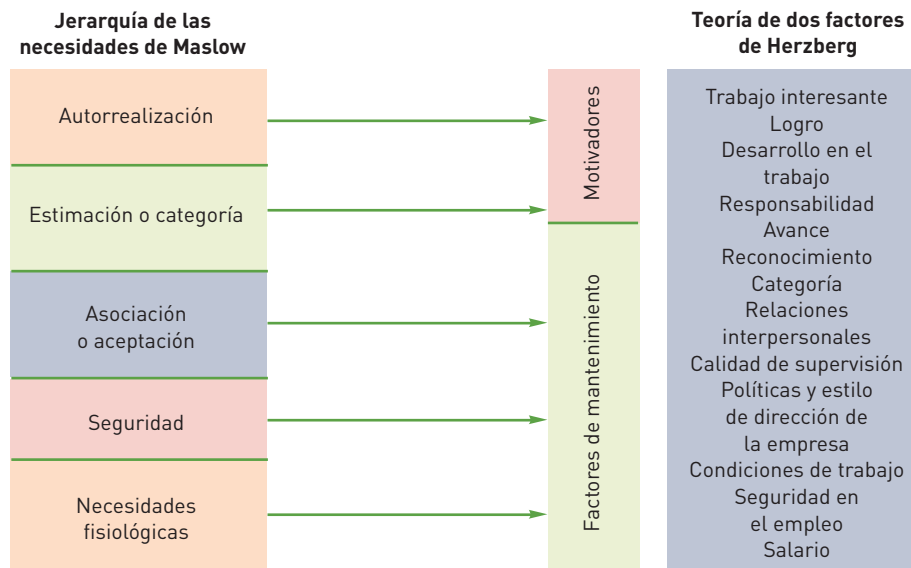 Jerarquía de las
necesidades de Maslow
Autorrealización
Estimación o categoría
Asociación
o aceptación
Seguridad
Necesidades
fisiológicas
Motivadores
Factores de mantenimiento
Teoría de dos factores
de Herzberg
Trabajo interesante
Logro
Desarrollo en el
trabajo
Responsabilidad
Avance
Reconocimiento
Categoría
Relaciones
interpersonales
Calidad de supervisión
Políticas y estilo
de dirección de
la empresa
Condiciones de trabajo
Seguridad en
el empleo
Salario